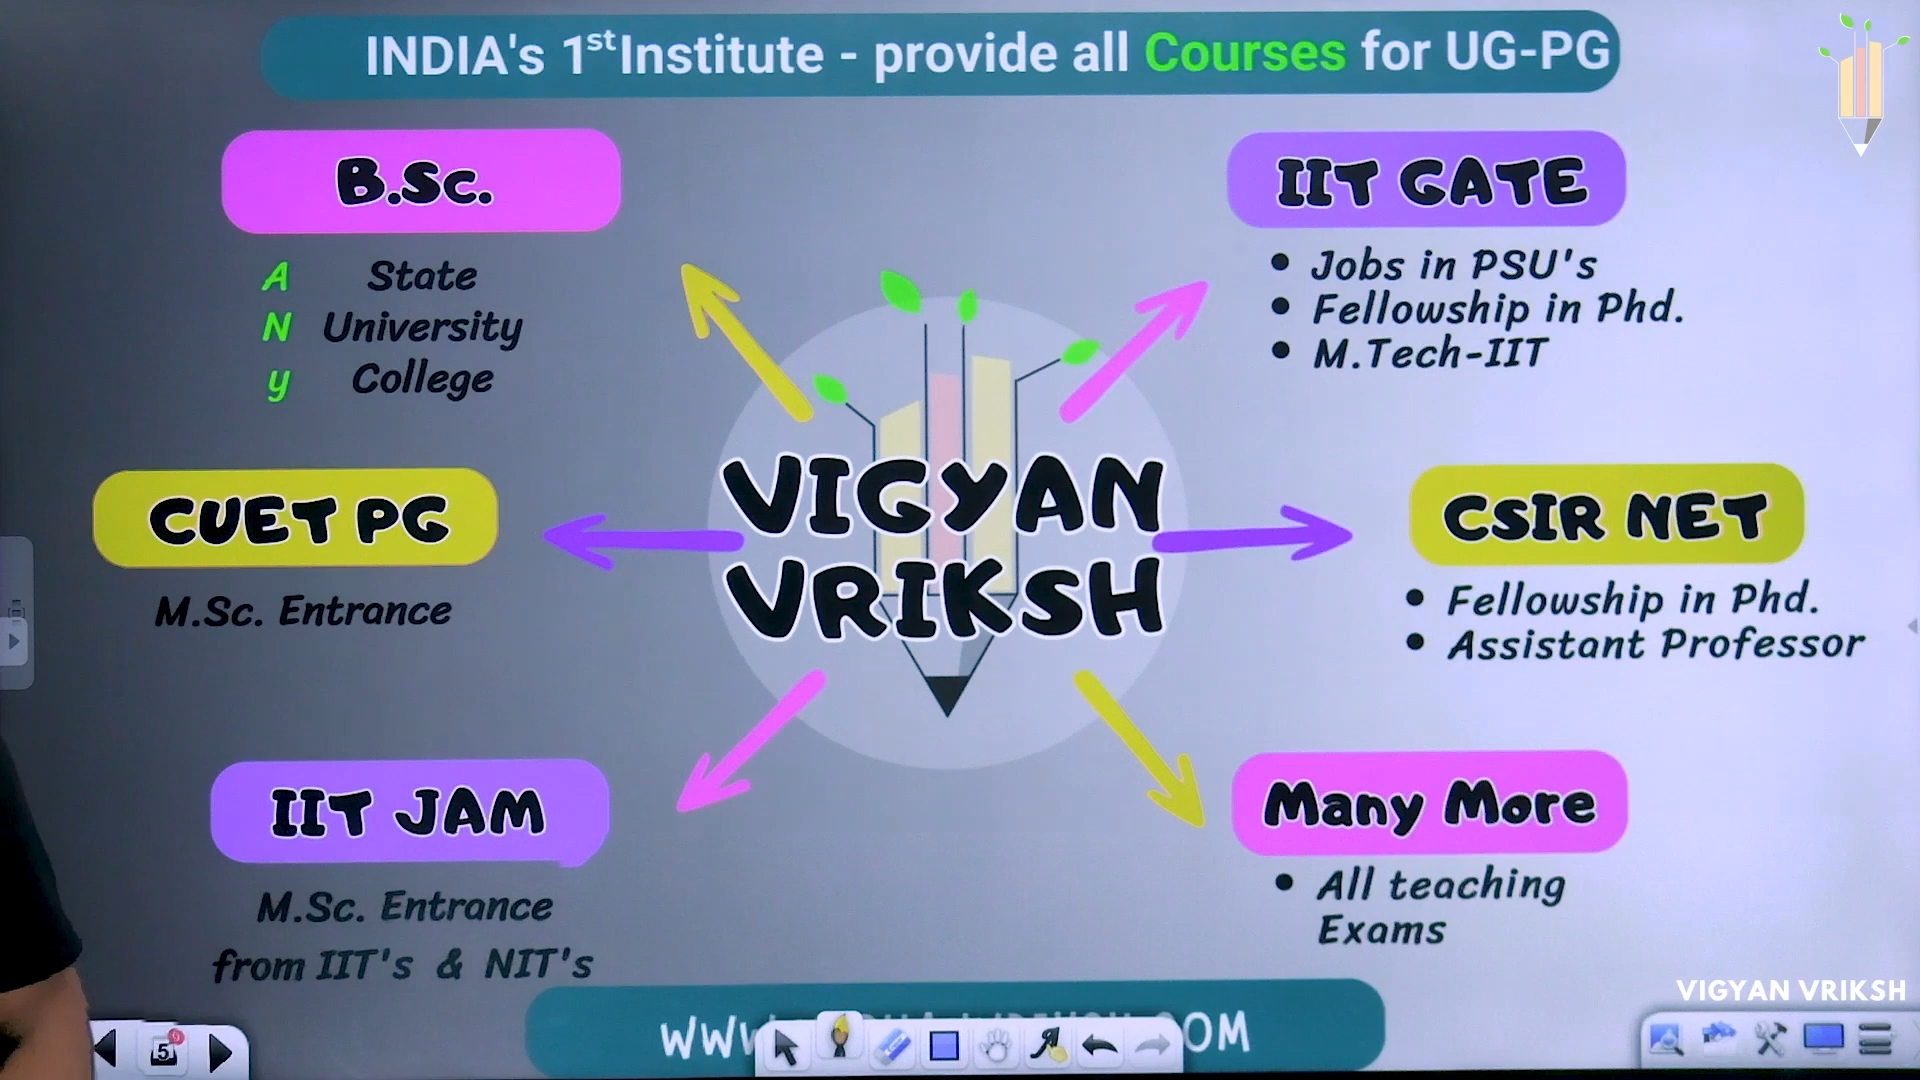 INDIA's 1st Institute - provide all Courses for UG-PG
B.Sc.
A State
N University
y College
CUET PG
M.Sc. Entrance
IIT JAM
M.Sc. Entrance
from IIT's & NIT's
VIGYAN
VRIKSH
IIT GATE
• Jobs in PSU's
• Fellowship in Phd.
• M.Tech-IIT
CSIR NET
• Fellowship in Phd.
• Assistant Professor
Many More
• All teaching
Exams
VIGYAN VRIKSH
5
9